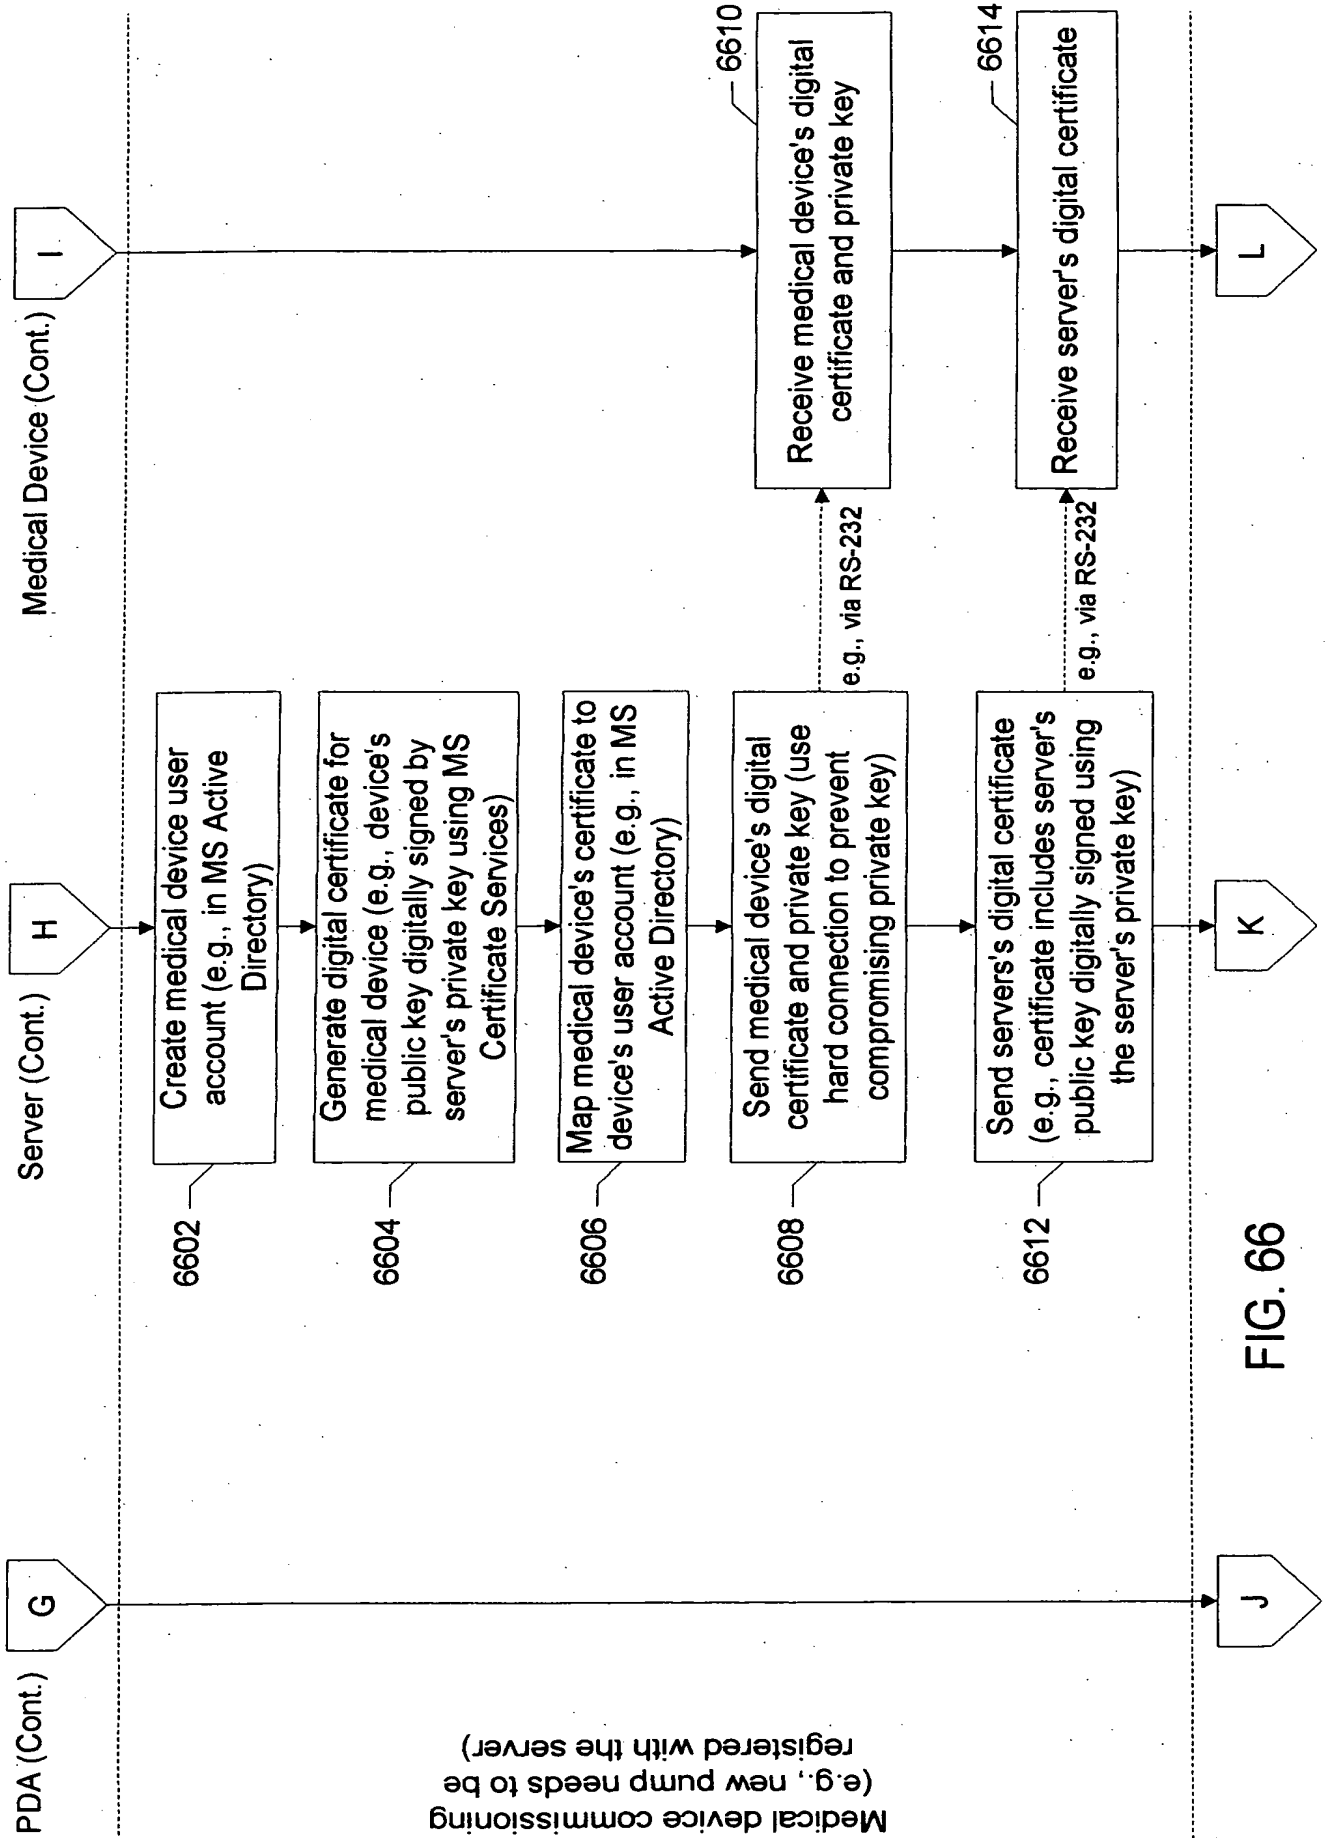 PDA (Cont.)
Server (Cont.)
Medical Device (Cont.)
G
H
I
Medical device commissioning
(e.g., new pump needs to be
registered with the server)
6602
Create medical device user
account (e.g., in MS Active
Directory)
6604
Generate digital certificate for
medical device (e.g., device's
public key digitally signed by
server's private key using MS
Certificate Services)
6606
Map medical device's certificate to
device's user account (e.g., in MS
Active Directory)
6608
Send medical device's digital
certificate and private key (use
hard connection to prevent
compromising private key)
e.g., via RS-232
6610
Receive medical device's digital
certificate and private key
6612
Send servers's digital certificate
(e.g., certificate includes server's
public key digitally signed using
the server's private key)
e.g., via RS-232
6614
Receive server's digital certificate
J
K
L
FIG. 66